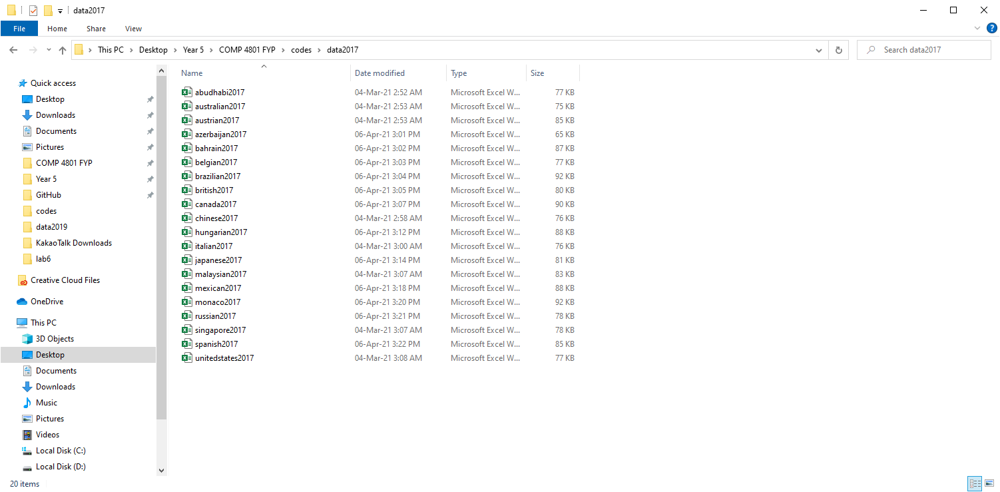 data2017
File Home Share View
This PC > Desktop > Year 5 > COMP 4801 FYP > codes > data2017
Search data2017
Quick access
Desktop
Downloads
Documents
Pictures
COMP 4801 FYP
Year 5
GitHub
codes
data2019
KakaoTalk Downloads
lab6
Creative Cloud Files
OneDrive
This PC
3D Objects
Desktop
Documents
Downloads
Music
Pictures
Videos
Local Disk (C:)
Local Disk (D:)
Name Date modified Type Size
abudhabi2017 04-Mar-21 2:52 AM Microsoft Excel W... 77 KB
australian2017 04-Mar-21 2:53 AM Microsoft Excel W... 75 KB
austrian2017 04-Mar-21 2:53 AM Microsoft Excel W... 85 KB
azerbaijan2017 06-Apr-21 3:01 PM Microsoft Excel W... 65 KB
bahrain2017 06-Apr-21 3:02 PM Microsoft Excel W... 87 KB
belgian2017 06-Apr-21 3:03 PM Microsoft Excel W... 77 KB
brazilian2017 06-Apr-21 3:04 PM Microsoft Excel W... 92 KB
british2017 06-Apr-21 3:05 PM Microsoft Excel W... 80 KB
canada2017 06-Apr-21 3:07 PM Microsoft Excel W... 90 KB
chinese2017 04-Mar-21 2:58 AM Microsoft Excel W... 76 KB
hungarian2017 06-Apr-21 3:12 PM Microsoft Excel W... 88 KB
italian2017 04-Mar-21 3:00 AM Microsoft Excel W... 76 KB
japanese2017 06-Apr-21 3:14 PM Microsoft Excel W... 81 KB
malaysian2017 04-Mar-21 3:07 AM Microsoft Excel W... 83 KB
mexican2017 06-Apr-21 3:18 PM Microsoft Excel W... 88 KB
monaco2017 06-Apr-21 3:20 PM Microsoft Excel W... 92 KB
russian2017 06-Apr-21 3:21 PM Microsoft Excel W... 78 KB
singapore2017 04-Mar-21 3:07 AM Microsoft Excel W... 78 KB
spanish2017 06-Apr-21 3:22 PM Microsoft Excel W... 85 KB
unitedstates2017 04-Mar-21 3:08 AM Microsoft Excel W... 77 KB
20 items